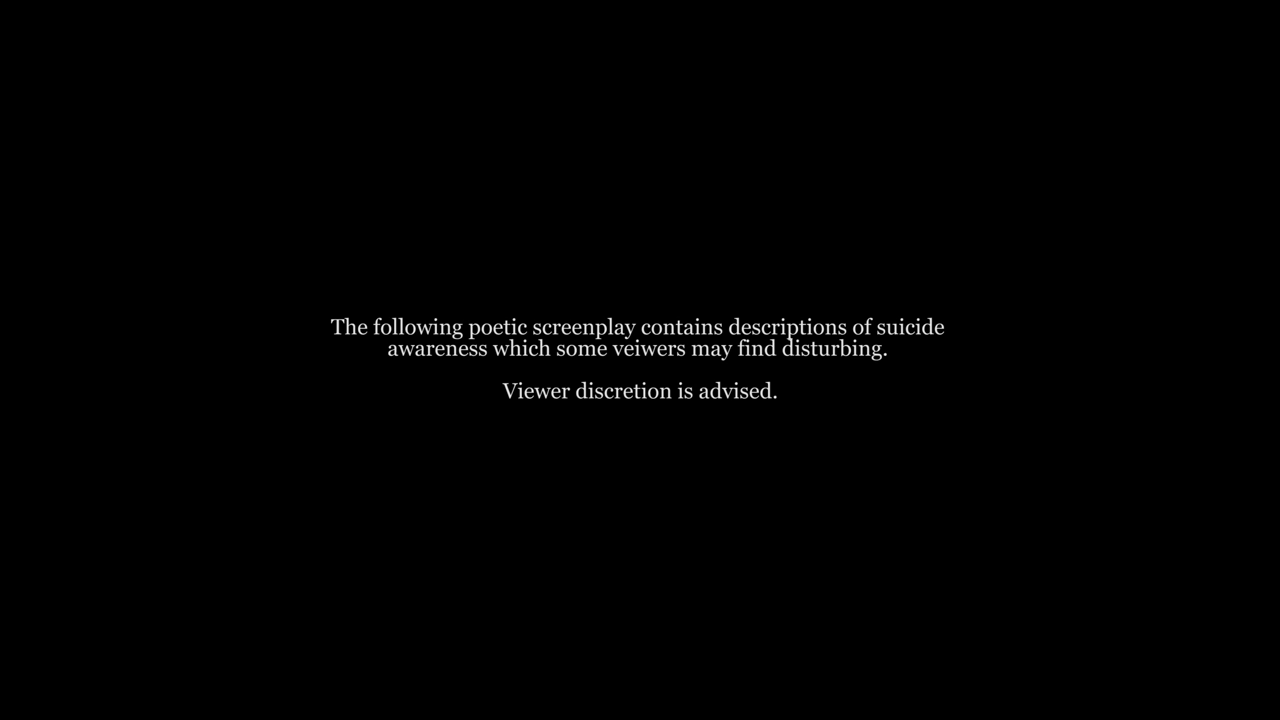 The following poetic screenplay contains descriptions of suicide
awareness which some veiwers may find disturbing.
Viewer discretion is advised.